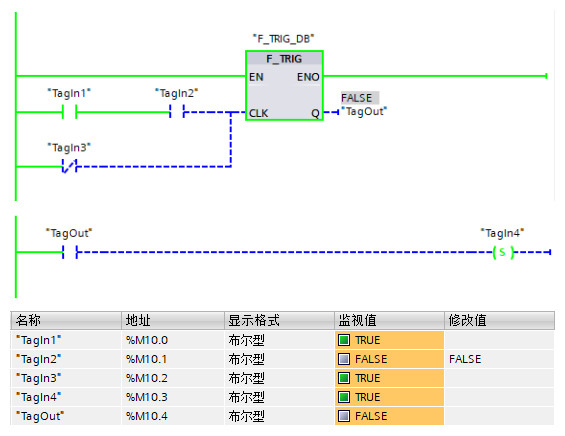 "F_TRIG_DB"
F_TRIG
EN ENO
"TagIn1" "TagIn2" FALSE
CLK Q "TagOut"
"TagIn3"
"TagOut" "TagIn4"
S
名称 地址 显示格式 监视值 修改值
"TagIn1" %M10.0 布尔型 TRUE
"TagIn2" %M10.1 布尔型 FALSE FALSE
"TagIn3" %M10.2 布尔型 TRUE
"TagIn4" %M10.3 布尔型 TRUE
"TagOut" %M10.4 布尔型 FALSE